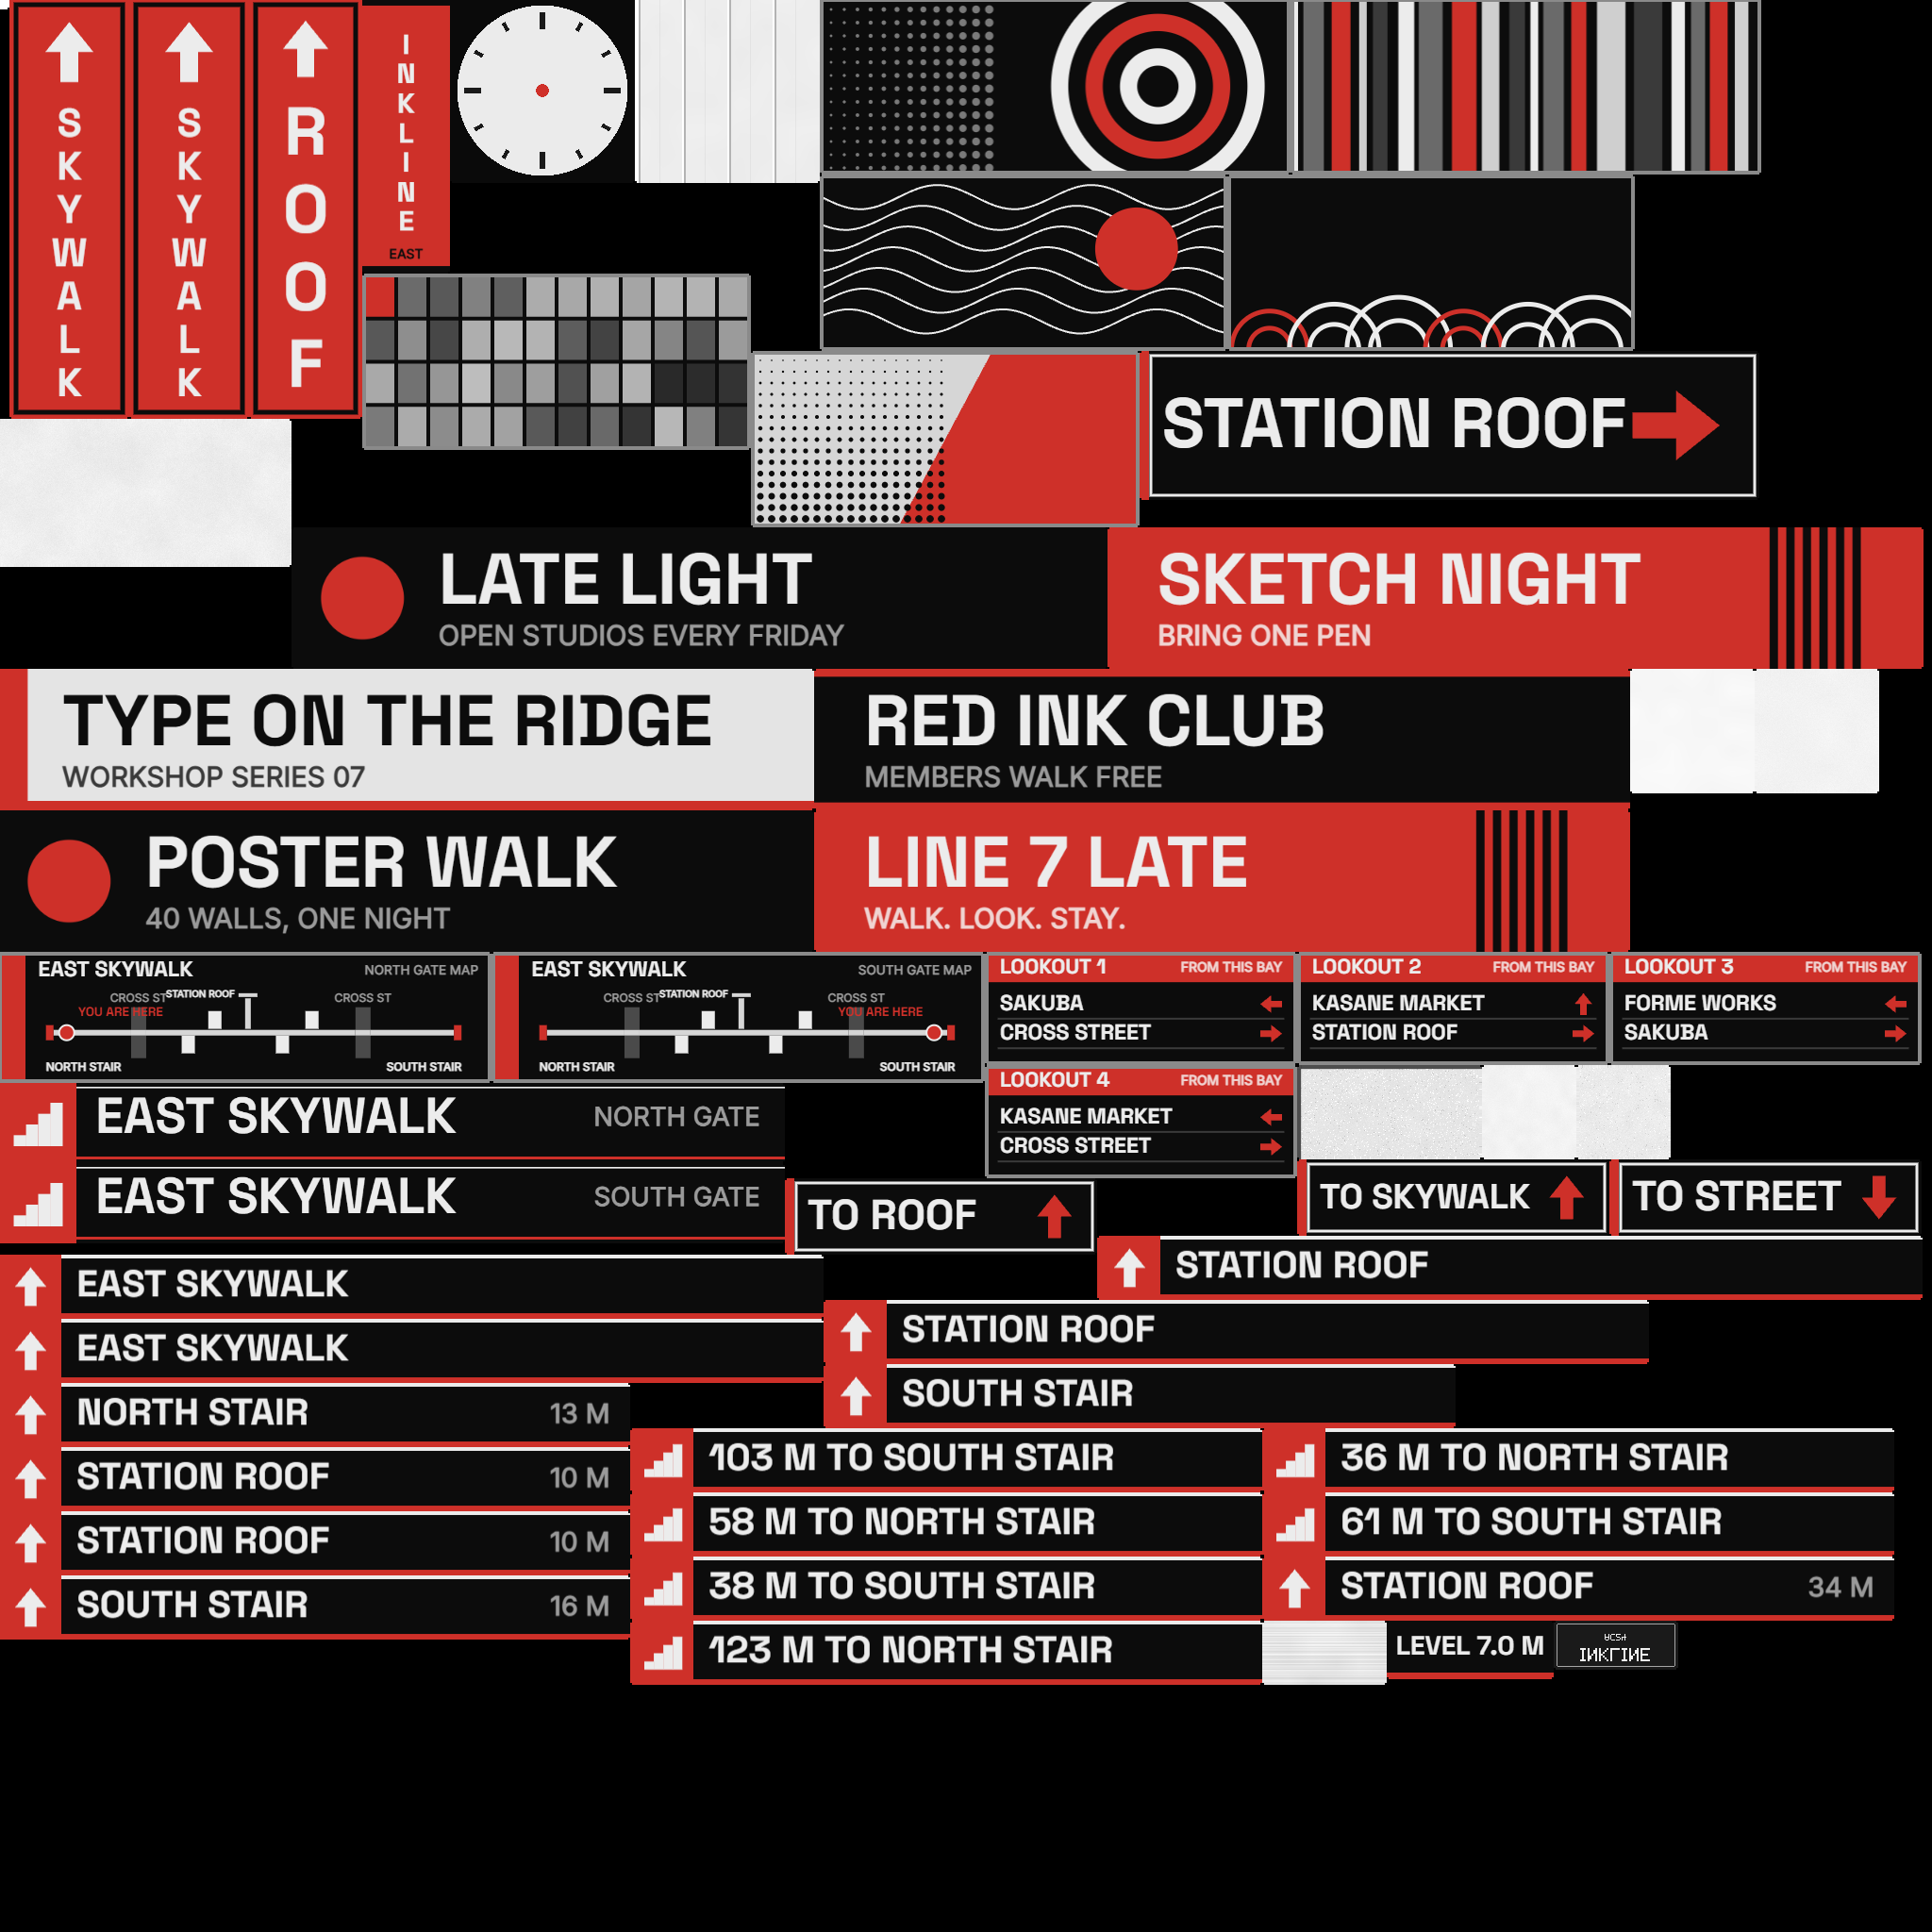 SKYWALK
SKYWALK
ROOF
INKLINE
EAST
STATION ROOF
LATE LIGHT
OPEN STUDIOS EVERY FRIDAY
SKETCH NIGHT
BRING ONE PEN
TYPE ON THE RIDGE
WORKSHOP SERIES 07
RED INK CLUB
MEMBERS WALK FREE
POSTER WALK
40 WALLS, ONE NIGHT
LINE 7 LATE
WALK. LOOK. STAY.
EAST SKYWALK
NORTH GATE MAP
CROSS ST
STATION ROOF
CROSS ST
YOU ARE HERE
NORTH STAIR
SOUTH STAIR
EAST SKYWALK
SOUTH GATE MAP
CROSS ST
STATION ROOF
CROSS ST
YOU ARE HERE
NORTH STAIR
SOUTH STAIR
LOOKOUT 1
FROM THIS BAY
SAKUBA
CROSS STREET
LOOKOUT 2
FROM THIS BAY
KASANE MARKET
STATION ROOF
LOOKOUT 3
FROM THIS BAY
FORME WORKS
SAKUBA
LOOKOUT 4
FROM THIS BAY
KASANE MARKET
CROSS STREET
EAST SKYWALK
NORTH GATE
EAST SKYWALK
SOUTH GATE
TO ROOF
TO SKYWALK
TO STREET
STATION ROOF
EAST SKYWALK
STATION ROOF
EAST SKYWALK
SOUTH STAIR
NORTH STAIR 13 M
STATION ROOF 10 M
STATION ROOF 10 M
SOUTH STAIR 16 M
103 M TO SOUTH STAIR
36 M TO NORTH STAIR
58 M TO NORTH STAIR
61 M TO SOUTH STAIR
38 M TO SOUTH STAIR
STATION ROOF 34 M
123 M TO NORTH STAIR
LEVEL 7.0 M
INKLINE